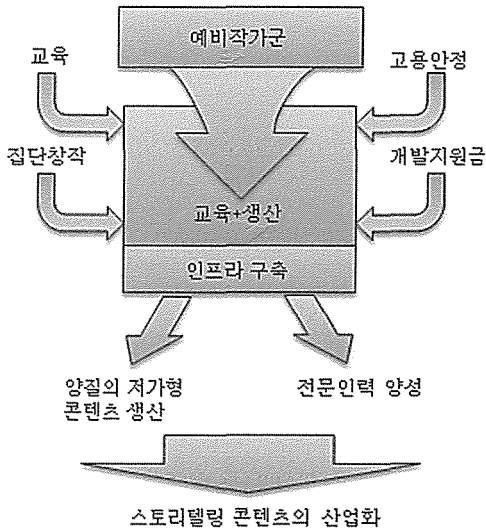 예비작가군
교육
고용안정
집단창작
개발지원금
교육+생산
인프라 구축
양질의 저가형
콘텐츠 생산
전문인력 양성
스토리텔링 콘텐츠의 산업화